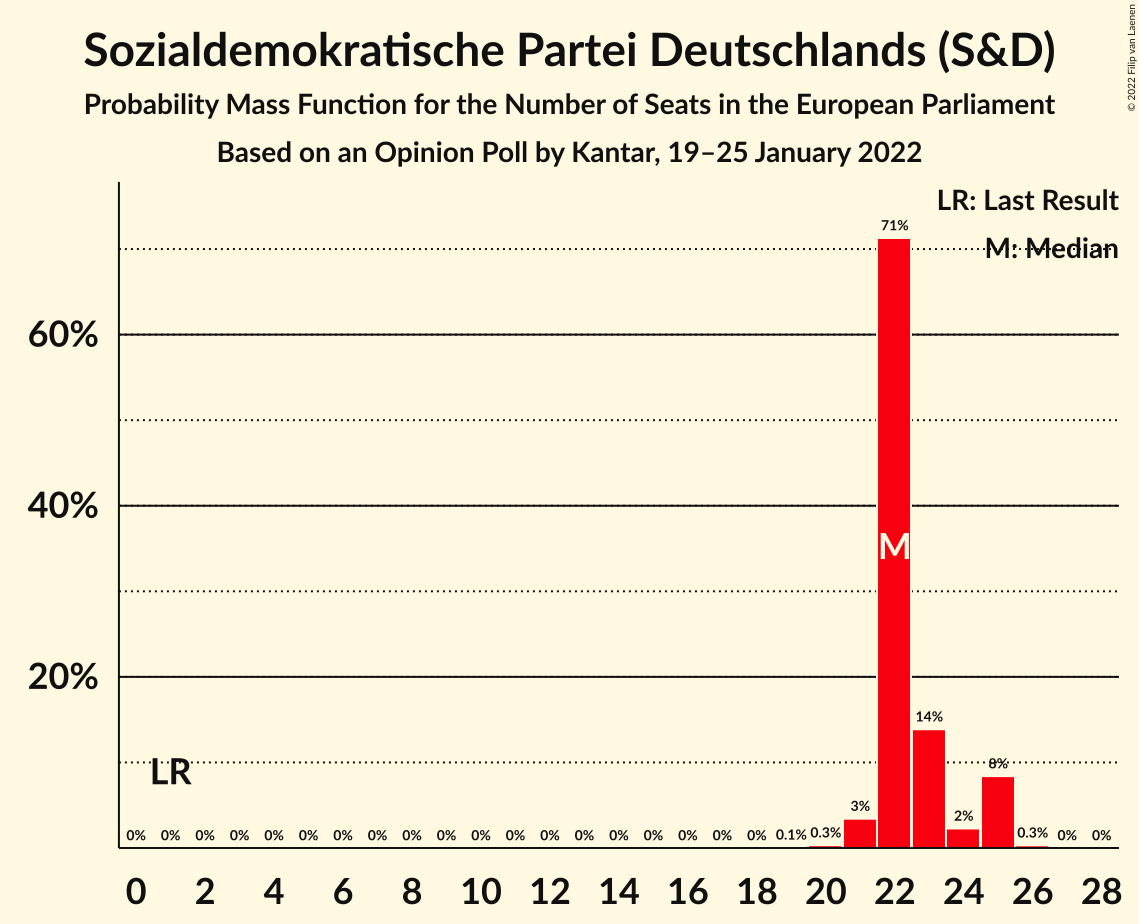 Sozialdemokratische Partei Deutschlands (S&D)
Probability Mass Function for the Number of Seats in the European Parliament
Based on an Opinion Poll by Kantar, 19–25 January 2022
© 2022 Filip van Laenen
LR: Last Result
M: Median
71%
60%
40%
M
20%
14%
LR
8%
3%
2%
0% 0% 0% 0% 0% 0% 0% 0% 0% 0% 0% 0% 0% 0% 0% 0% 0% 0% 0% 0.1% 0.3% 0.3% 0% 0%
0 2 4 6 8 10 12 14 16 18 20 22 24 26 28